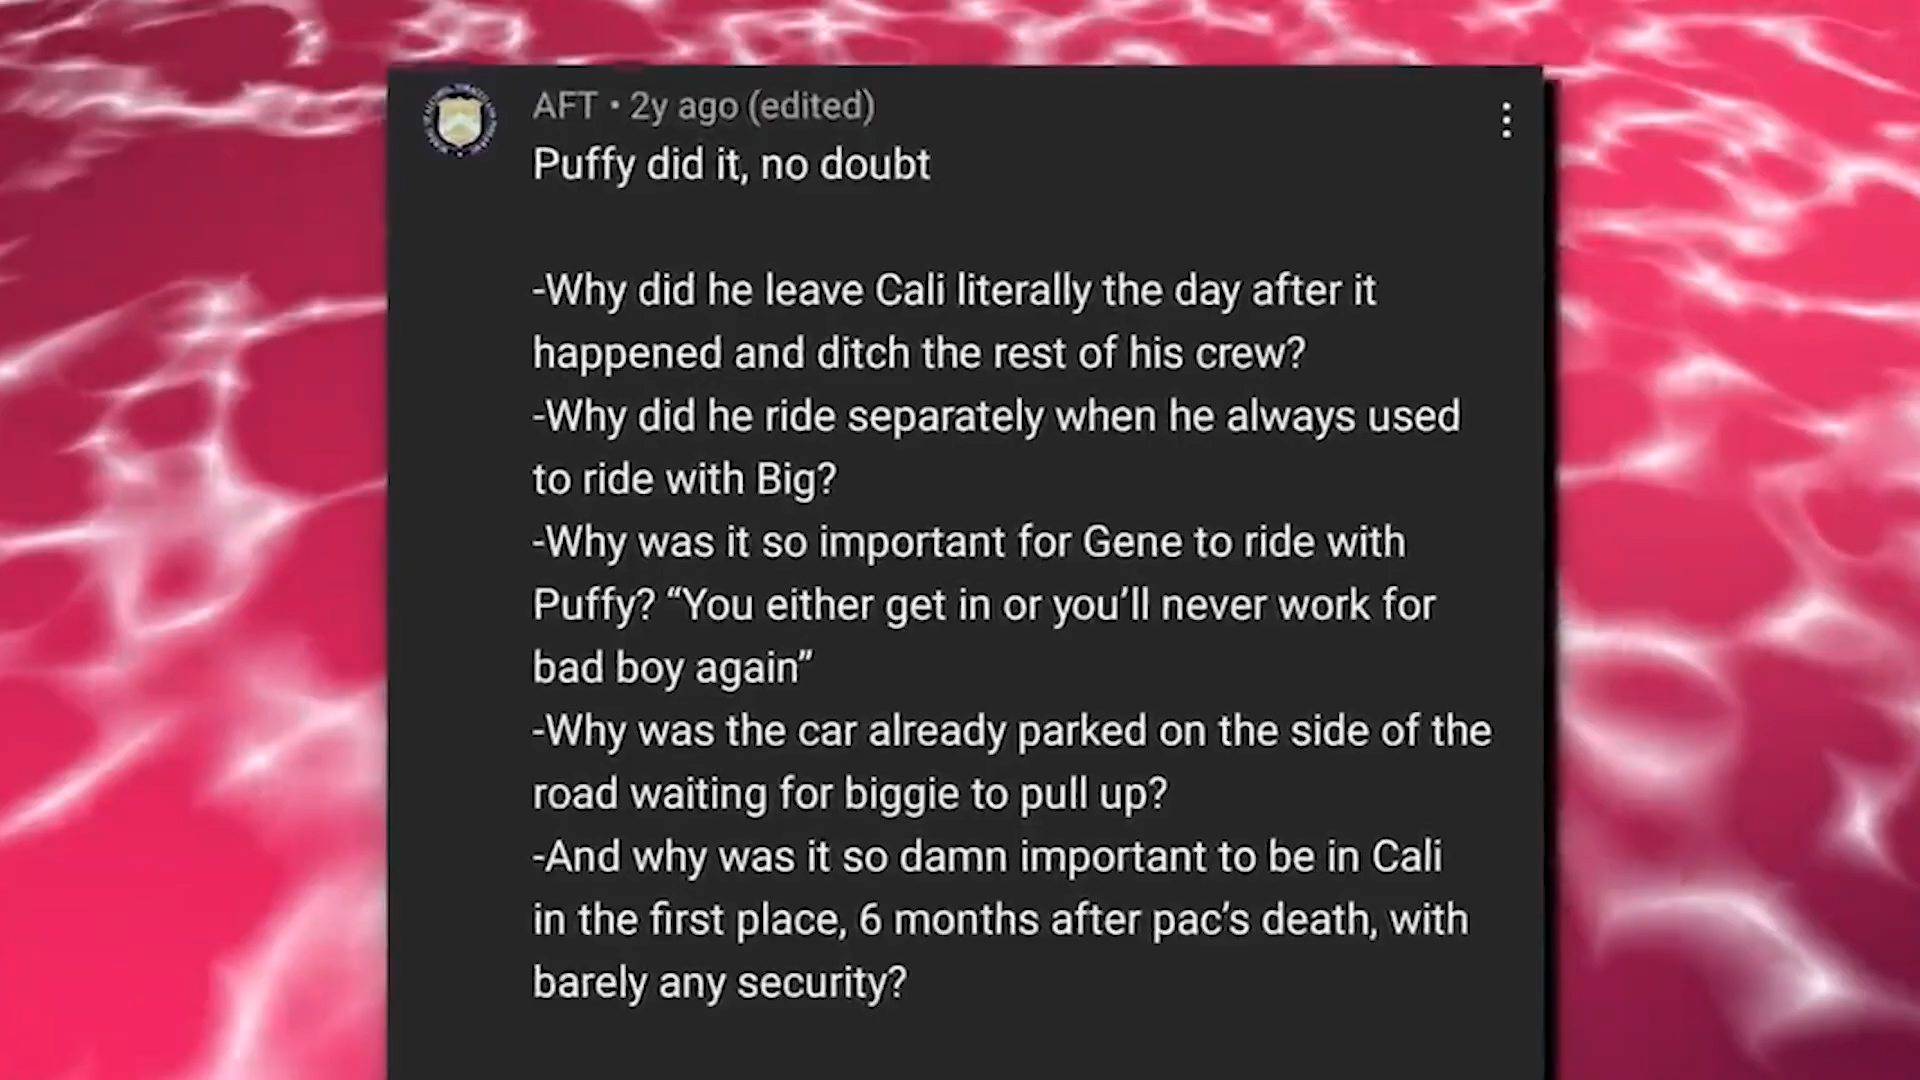 AFT • 2y ago (edited)
Puffy did it, no doubt
-Why did he leave Cali literally the day after it
happened and ditch the rest of his crew?
-Why did he ride separately when he always used
to ride with Big?
-Why was it so important for Gene to ride with
Puffy? “You either get in or you’ll never work for
bad boy again”
-Why was the car already parked on the side of the
road waiting for biggie to pull up?
-And why was it so damn important to be in Cali
in the first place, 6 months after pac’s death, with
barely any security?